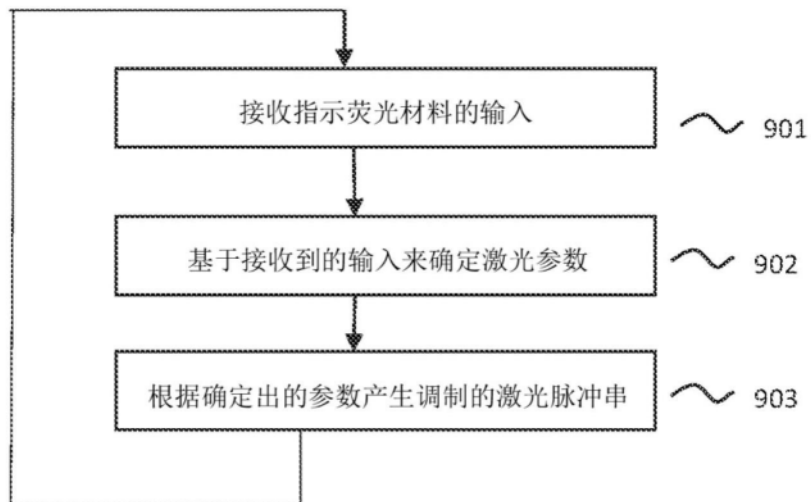 接收指示荧光材料的输入
901
基于接收到的输入来确定激光参数
902
根据确定出的参数产生调制的激光脉冲串
903